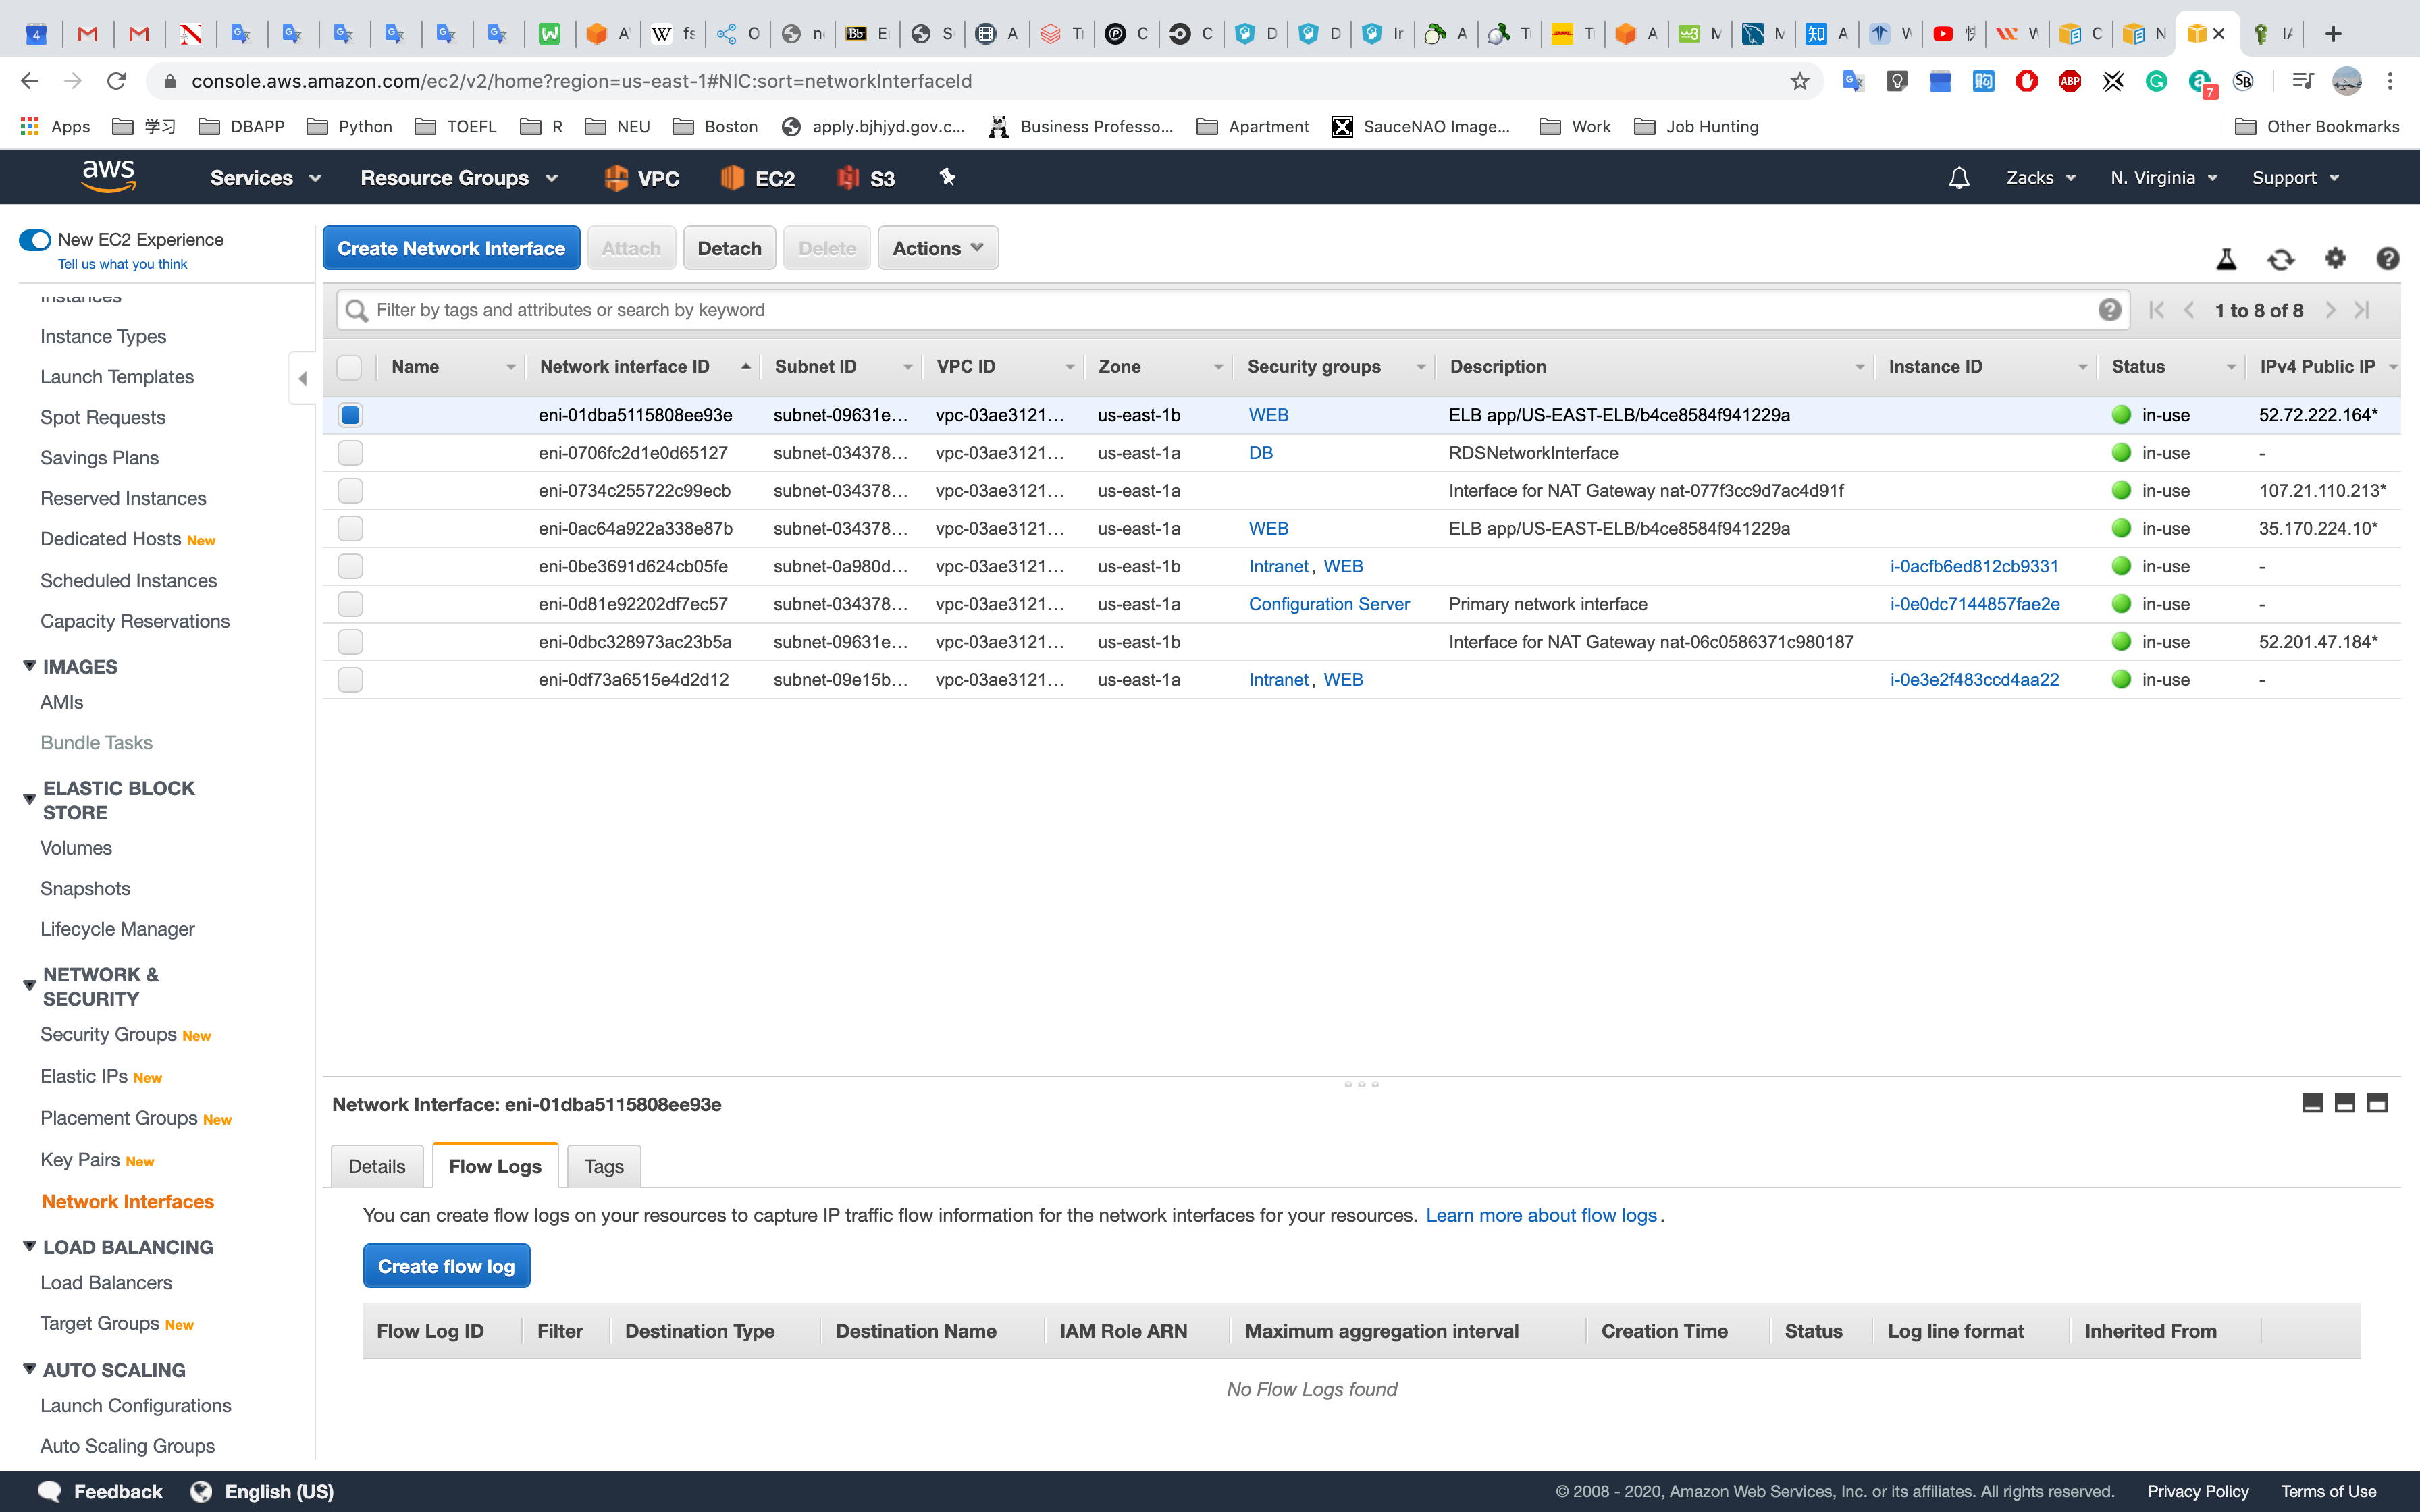 4
A
W fs
O
n
Bb E
S
A
Tr
C
C
D
D
Ir
A
T
Ti
A
M
M
知 A
W
W
C
N
IA
console.aws.amazon.com/ec2/v2/home?region=us-east-1#NIC:sort=networkInterfaceId
ABP
7
SB
Apps 学习 DBAPP Python TOEFL R NEU Boston apply.bjhjyd.gov.c... Business Professo... Apartment SauceNAO Image... Work Job Hunting Other Bookmarks
aws Services Resource Groups VPC EC2 S3 Zacks N. Virginia Support
New EC2 Experience
Tell us what you think
Instances
Instance Types
Launch Templates
Spot Requests
Savings Plans
Reserved Instances
Dedicated Hosts New
Scheduled Instances
Capacity Reservations
IMAGES
AMIs
Bundle Tasks
ELASTIC BLOCK
STORE
Volumes
Snapshots
Lifecycle Manager
NETWORK &
SECURITY
Security Groups New
Elastic IPs New
Placement Groups New
Key Pairs New
Network Interfaces
LOAD BALANCING
Load Balancers
Target Groups New
AUTO SCALING
Launch Configurations
Auto Scaling Groups
Create Network Interface Attach Detach Delete Actions
Filter by tags and attributes or search by keyword 1 to 8 of 8
Name Network interface ID Subnet ID VPC ID Zone Security groups Description Instance ID Status IPv4 Public IP
eni-01dba5115808ee93e subnet-09631e... vpc-03ae3121... us-east-1b WEB ELB app/US-EAST-ELB/b4ce8584f941229a in-use 52.72.222.164*
eni-0706fc2d1e0d65127 subnet-034378... vpc-03ae3121... us-east-1a DB RDSNetworkInterface in-use -
eni-0734c255722c99ecb subnet-034378... vpc-03ae3121... us-east-1a Interface for NAT Gateway nat-077f3cc9d7ac4d91f in-use 107.21.110.213*
eni-0ac64a922a338e87b subnet-034378... vpc-03ae3121... us-east-1a WEB ELB app/US-EAST-ELB/b4ce8584f941229a in-use 35.170.224.10*
eni-0be3691d624cb05fe subnet-0a980d... vpc-03ae3121... us-east-1b Intranet, WEB i-0acfb6ed812cb9331 in-use -
eni-0d81e92202df7ec57 subnet-034378... vpc-03ae3121... us-east-1a Configuration Server Primary network interface i-0e0dc7144857fae2e in-use -
eni-0dbc328973ac23b5a subnet-09631e... vpc-03ae3121... us-east-1b Interface for NAT Gateway nat-06c0586371c980187 in-use 52.201.47.184*
eni-0df73a6515e4d2d12 subnet-09e15b... vpc-03ae3121... us-east-1a Intranet, WEB i-0e3e2f483ccd4aa22 in-use -
Network Interface: eni-01dba5115808ee93e
Details Flow Logs Tags
You can create flow logs on your resources to capture IP traffic flow information for the network interfaces for your resources. Learn more about flow logs.
Create flow log
Flow Log ID Filter Destination Type Destination Name IAM Role ARN Maximum aggregation interval Creation Time Status Log line format Inherited From
No Flow Logs found
Feedback English (US) © 2008 - 2020, Amazon Web Services, Inc. or its affiliates. All rights reserved. Privacy Policy Terms of Use